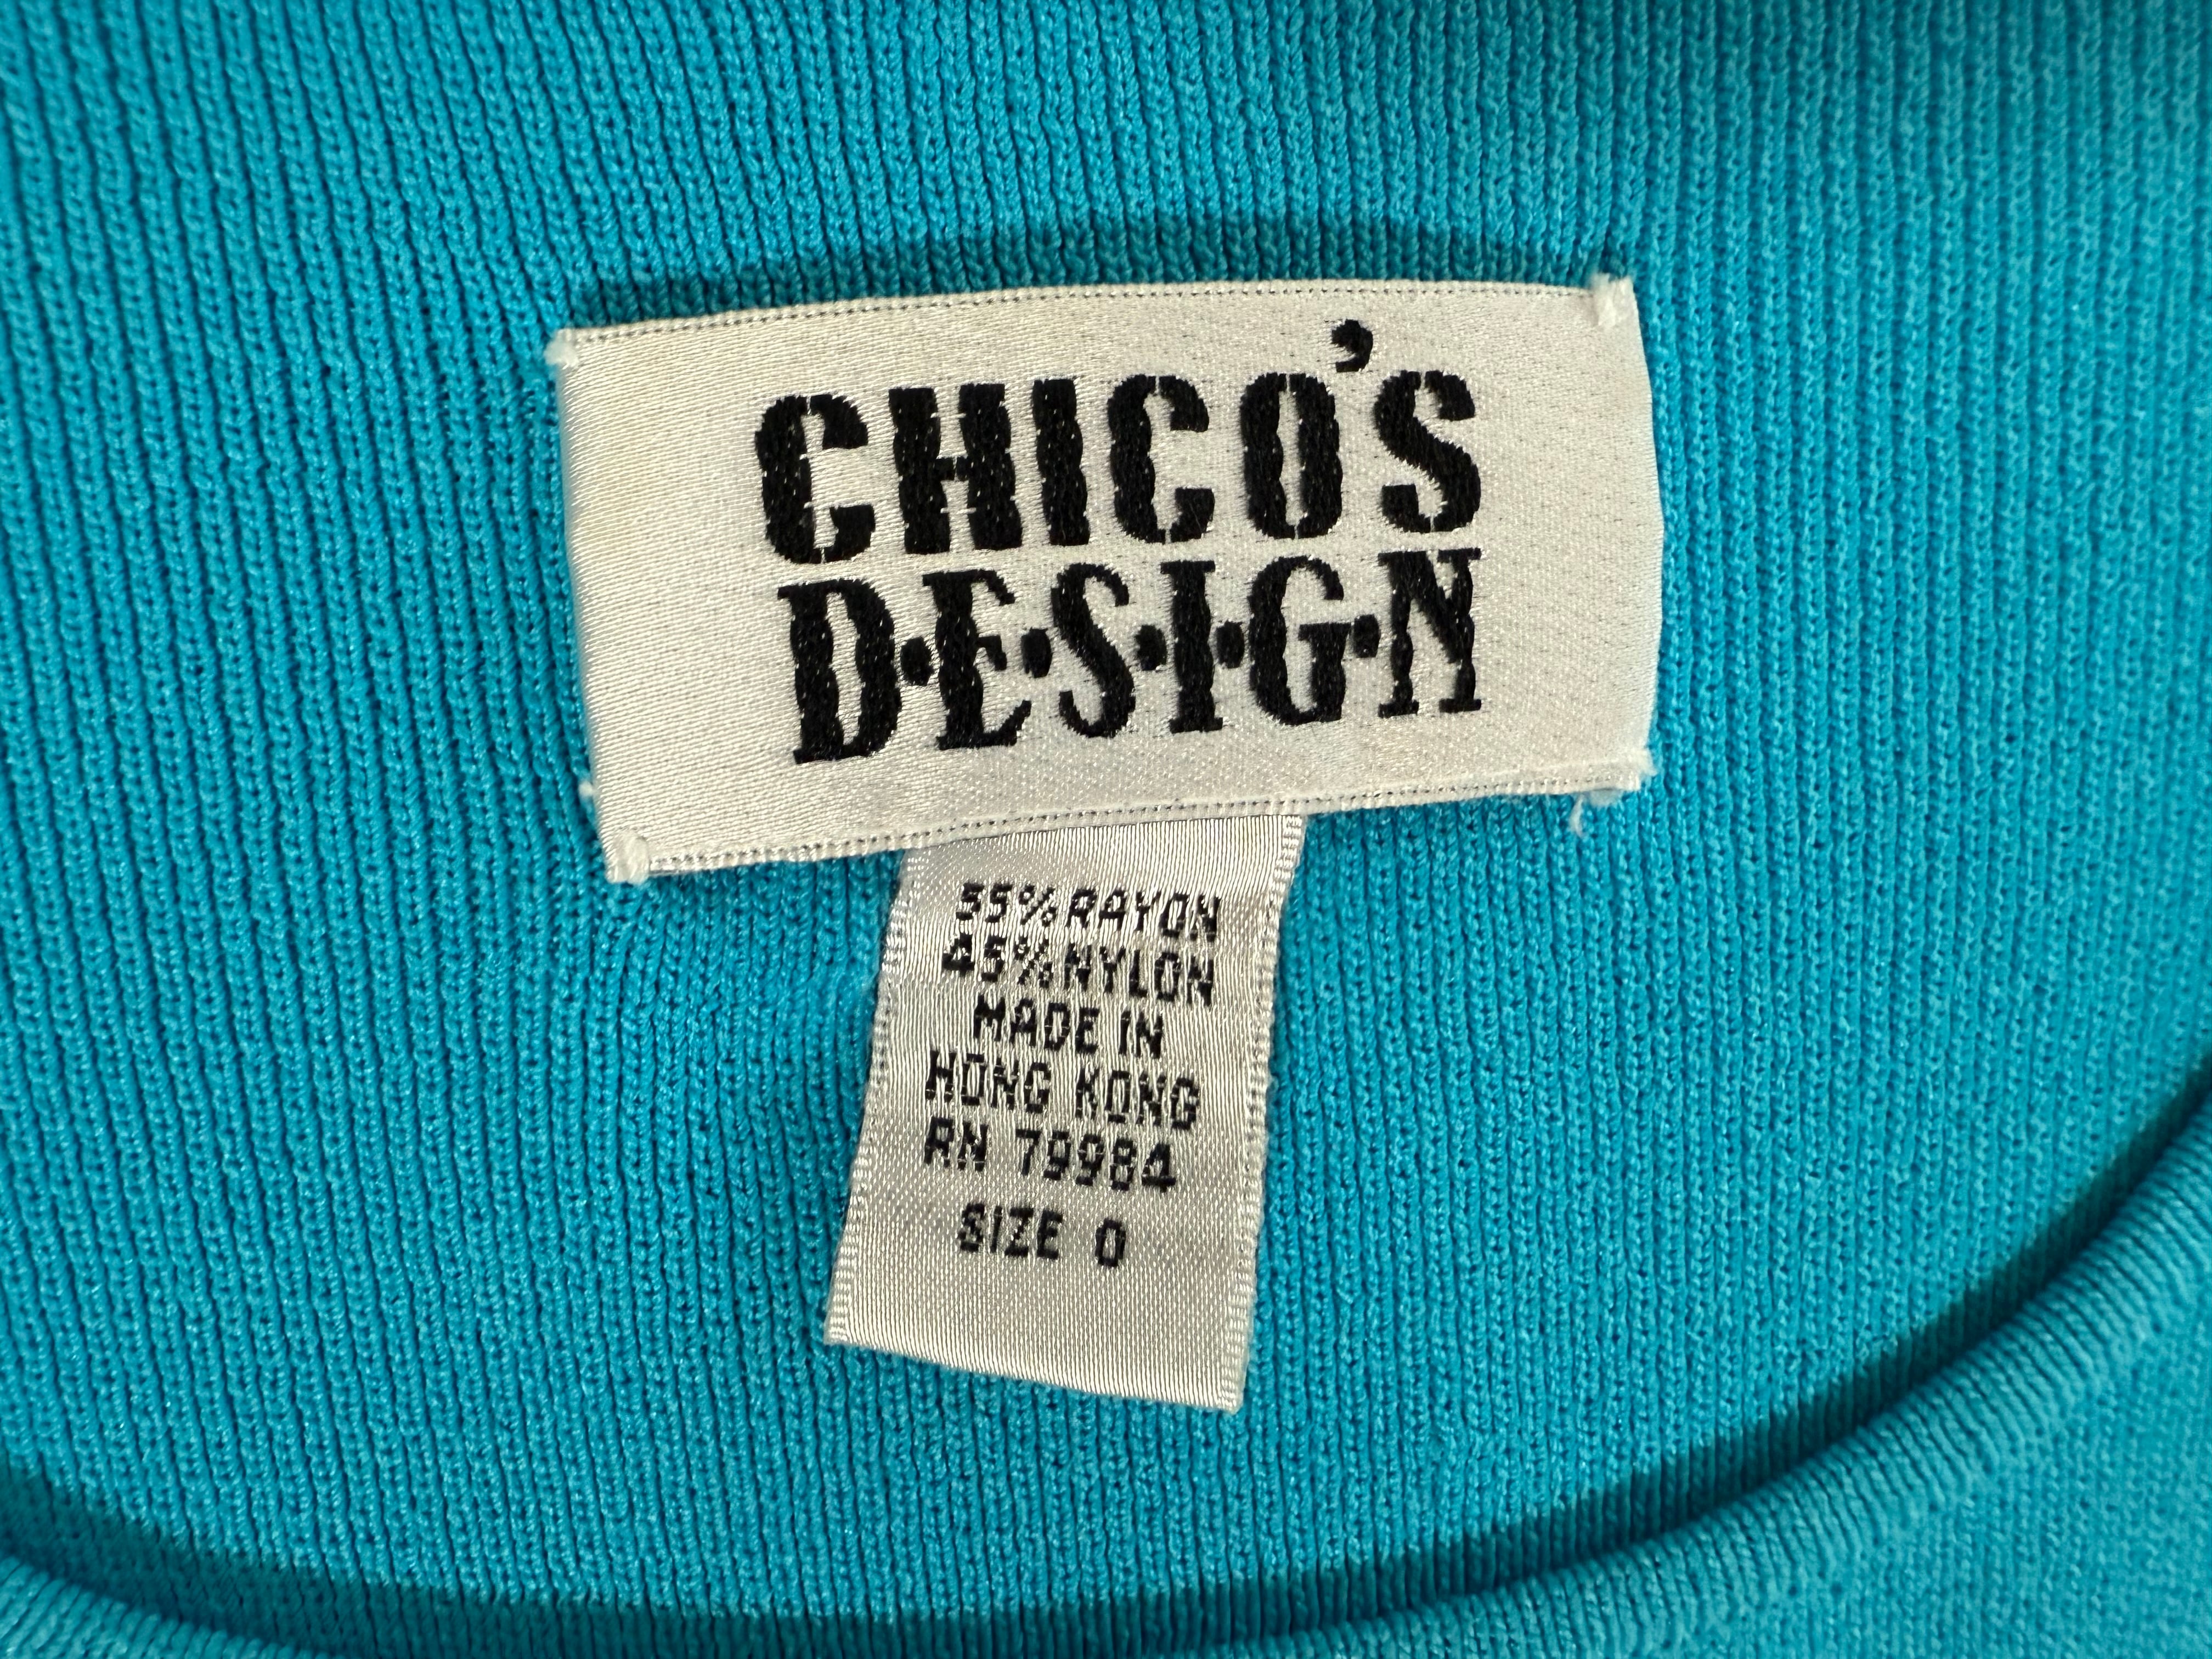 CHICO'S
D•E•S•I•G•N
55% RAYON
45% NYLON
MADE IN
HONG KONG
RN 79984
SIZE 0